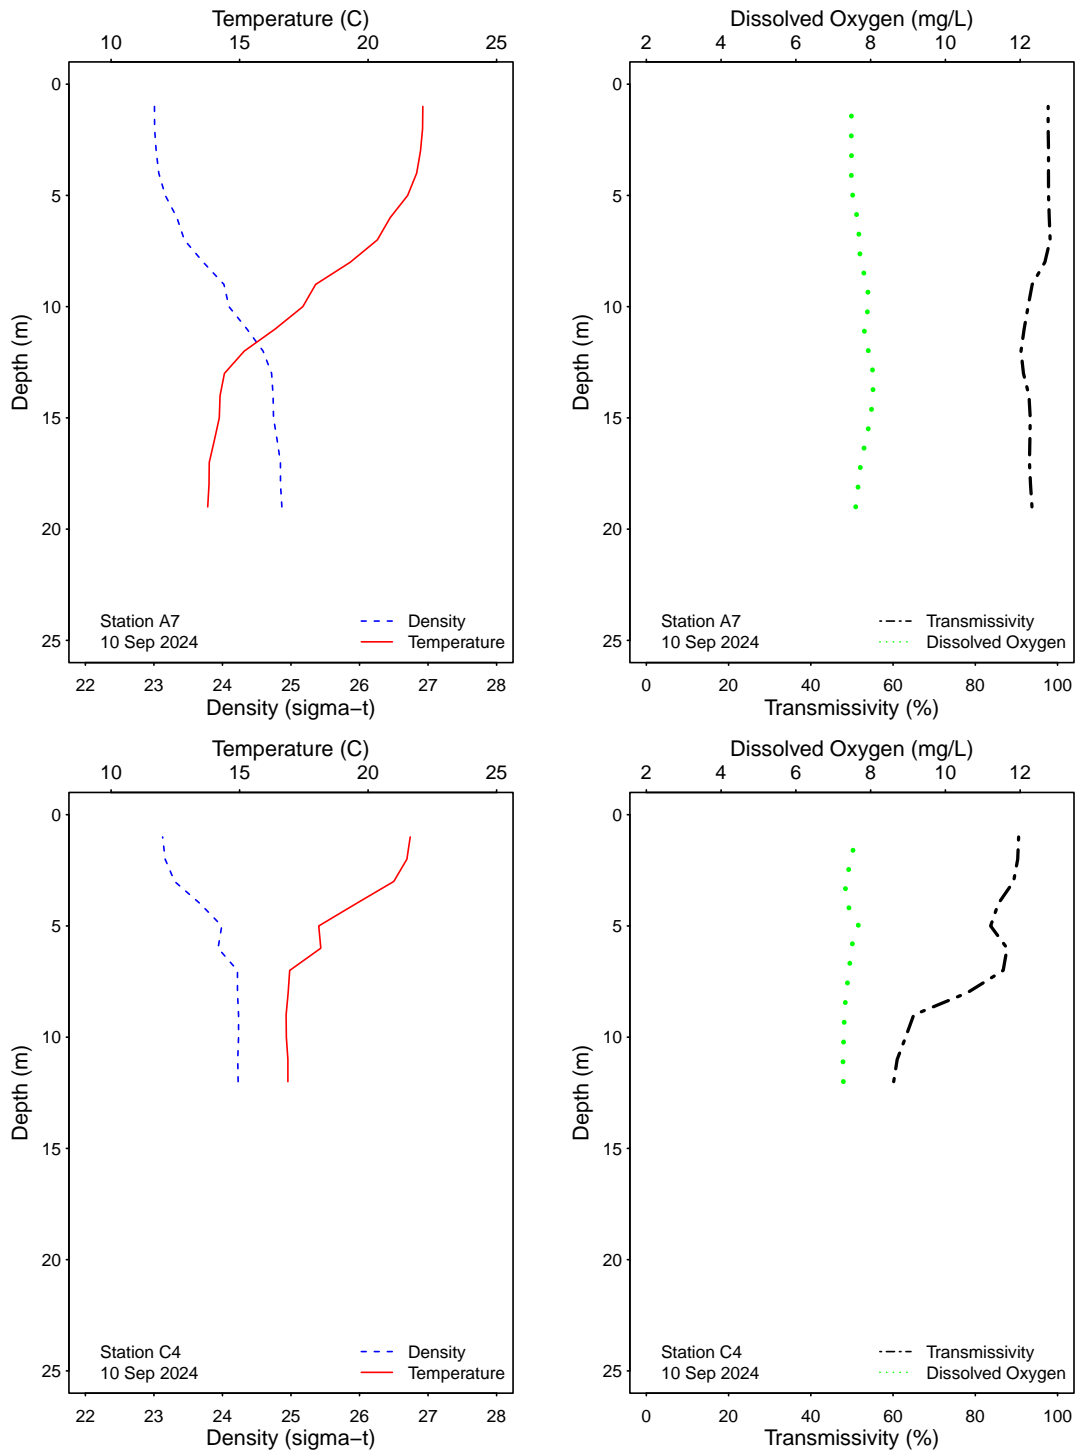 Temperature (C)
10 15 20 25
0
5
10
15
20
25
Depth (m)
Station A7
10 Sep 2024
Density
Temperature
22 23 24 25 26 27 28
Density (sigma−t)
Dissolved Oxygen (mg/L)
2 4 6 8 10 12
0
5
10
15
20
25
Depth (m)
Station A7
10 Sep 2024
Transmissivity
Dissolved Oxygen
0 20 40 60 80 100
Transmissivity (%)
Temperature (C)
10 15 20 25
0
5
10
15
20
25
Depth (m)
Station C4
10 Sep 2024
Density
Temperature
22 23 24 25 26 27 28
Density (sigma−t)
Dissolved Oxygen (mg/L)
2 4 6 8 10 12
0
5
10
15
20
25
Depth (m)
Station C4
10 Sep 2024
Transmissivity
Dissolved Oxygen
0 20 40 60 80 100
Transmissivity (%)